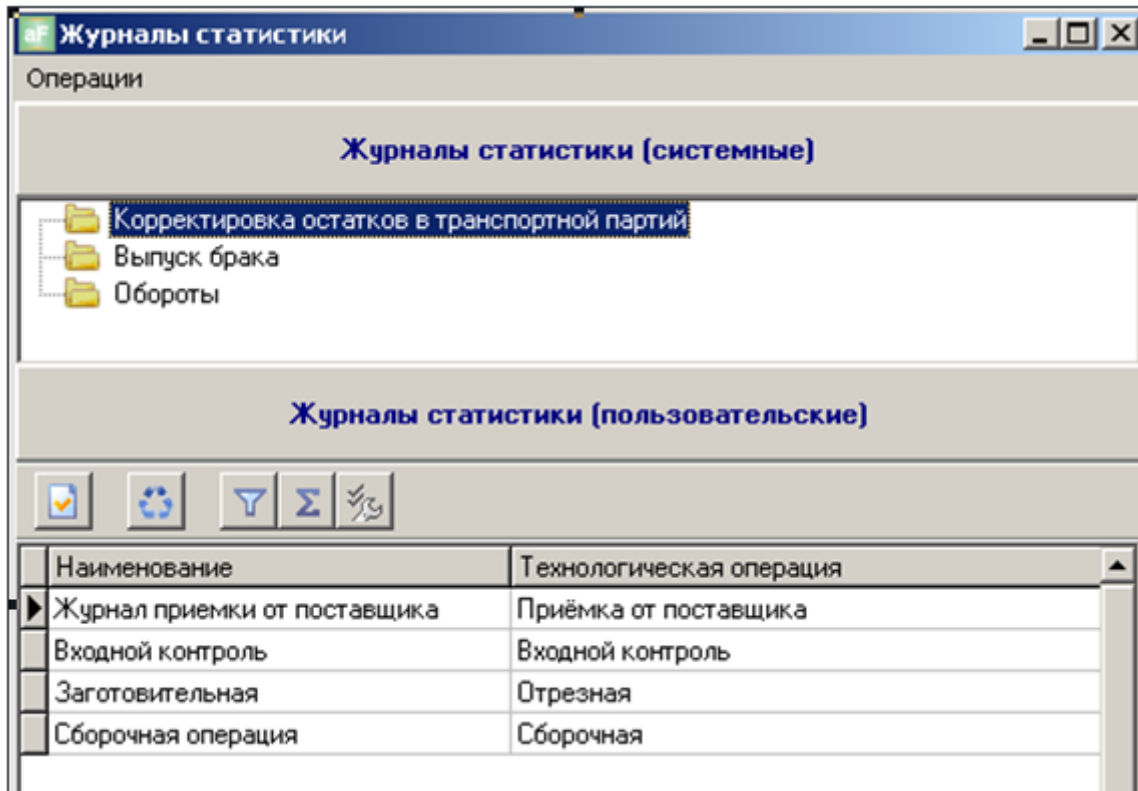 aF Журналы статистики
Операции
Журналы статистики (системные)
Корректировка остатков в транспортной партий
Выпуск брака
Обороты
Журналы статистики (пользовательские)
Σ
Наименование Технологическая операция
Журнал приемки от поставщика Приёмка от поставщика
Входной контроль Входной контроль
Заготовительная Отрезная
Сборочная операция Сборочная